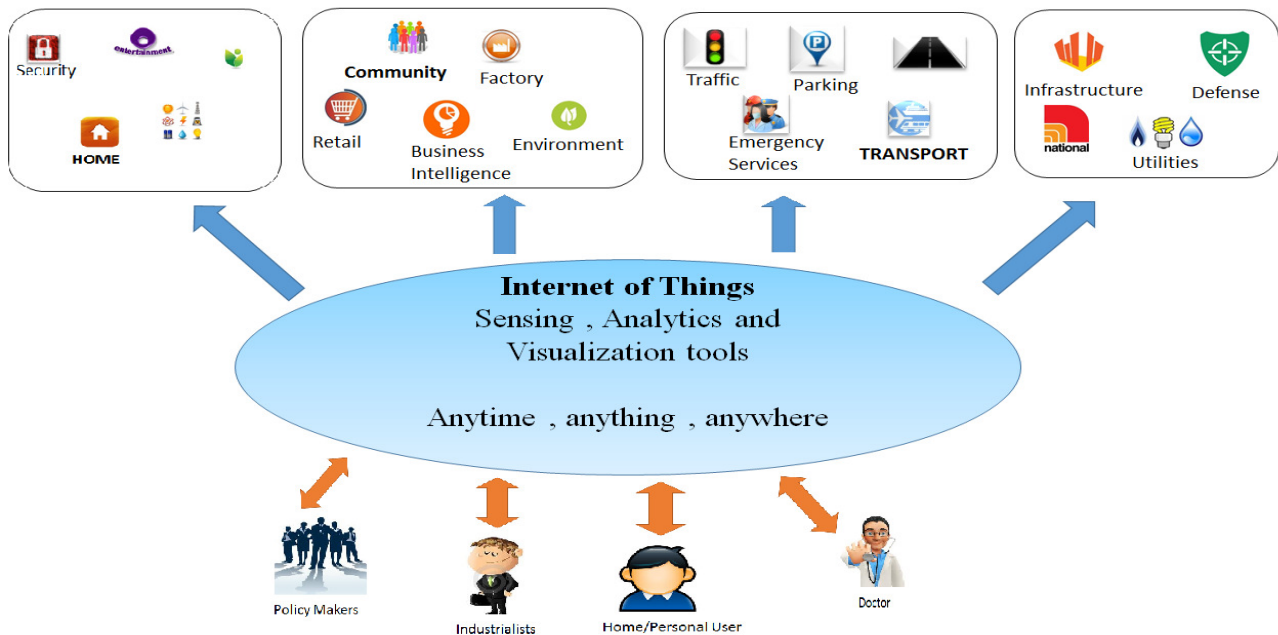 Security
entertainment
HOME
Community
Factory
Retail
Business
Intelligence
Environment
Traffic
Parking
Emergency
Services
TRANSPORT
Infrastructure
Defense
national
Utilities
Internet of Things
Sensing , Analytics and
Visualization tools
Anytime , anything , anywhere
Policy Makers
Industrialists
Home/Personal User
Doctor